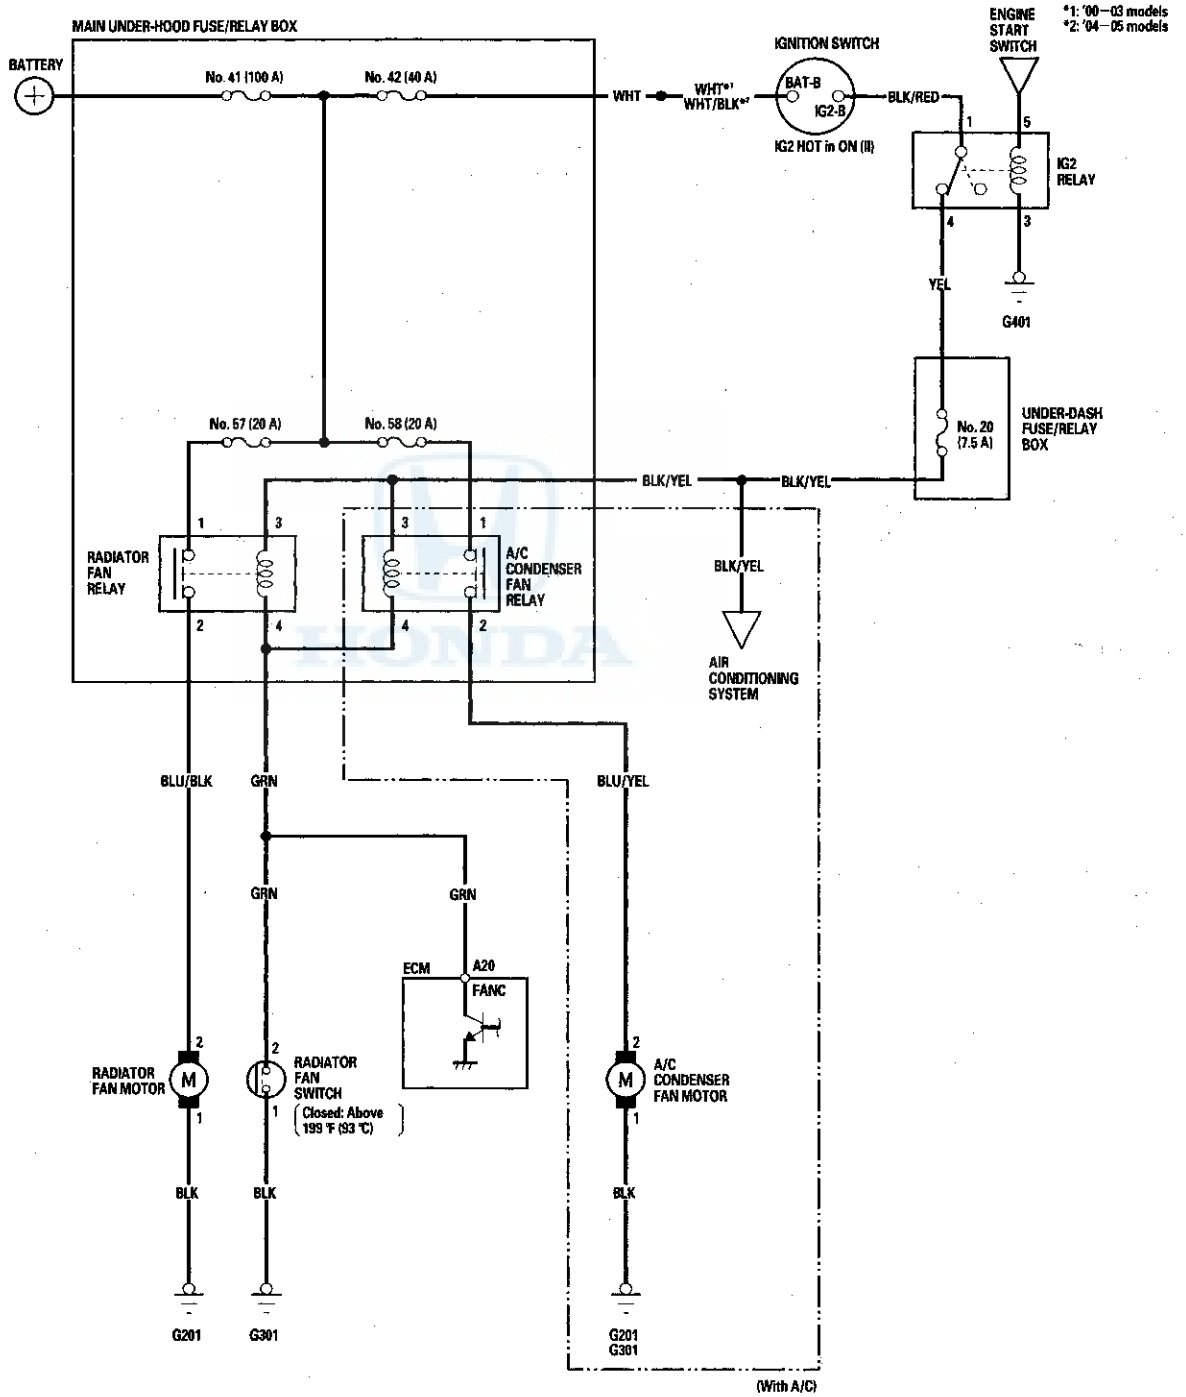 MAIN UNDER-HOOD FUSE/RELAY BOX
ENGINE
START
SWITCH
*1: '00–03 models
*2: '04–05 models
BATTERY
No. 41 (100 A)
No. 42 (40 A)
WHT
WHT*1
WHT/BLK*2
IGNITION SWITCH
BAT-B
IG2-B
IG2 HOT in ON (II)
BLK/RED
1
5
IG2
RELAY
4
3
YEL
G401
No. 57 (20 A)
No. 58 (20 A)
No. 20
(7.5 A)
UNDER-DASH
FUSE/RELAY
BOX
BLK/YEL
BLK/YEL
1
3
3
1
RADIATOR
FAN
RELAY
A/C
CONDENSER
FAN
RELAY
BLK/YEL
2
4
4
2
HONDA
AIR
CONDITIONING
SYSTEM
BLU/BLK
GRN
BLU/YEL
GRN
GRN
ECM
A20
FANC
2
RADIATOR
FAN MOTOR
M
1
2
RADIATOR
FAN
SWITCH
1
(Closed: Above
199 °F (93 °C))
2
M
A/C
CONDENSER
FAN MOTOR
1
BLK
BLK
BLK
G201
G301
G201
G301
(With A/C)